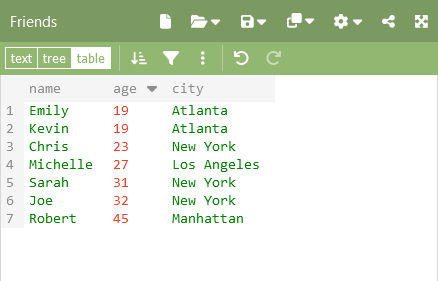 Friends
text tree table
name age city
1 Emily 19 Atlanta
2 Kevin 19 Atlanta
3 Chris 23 New York
4 Michelle 27 Los Angeles
5 Sarah 31 New York
6 Joe 32 New York
7 Robert 45 Manhattan